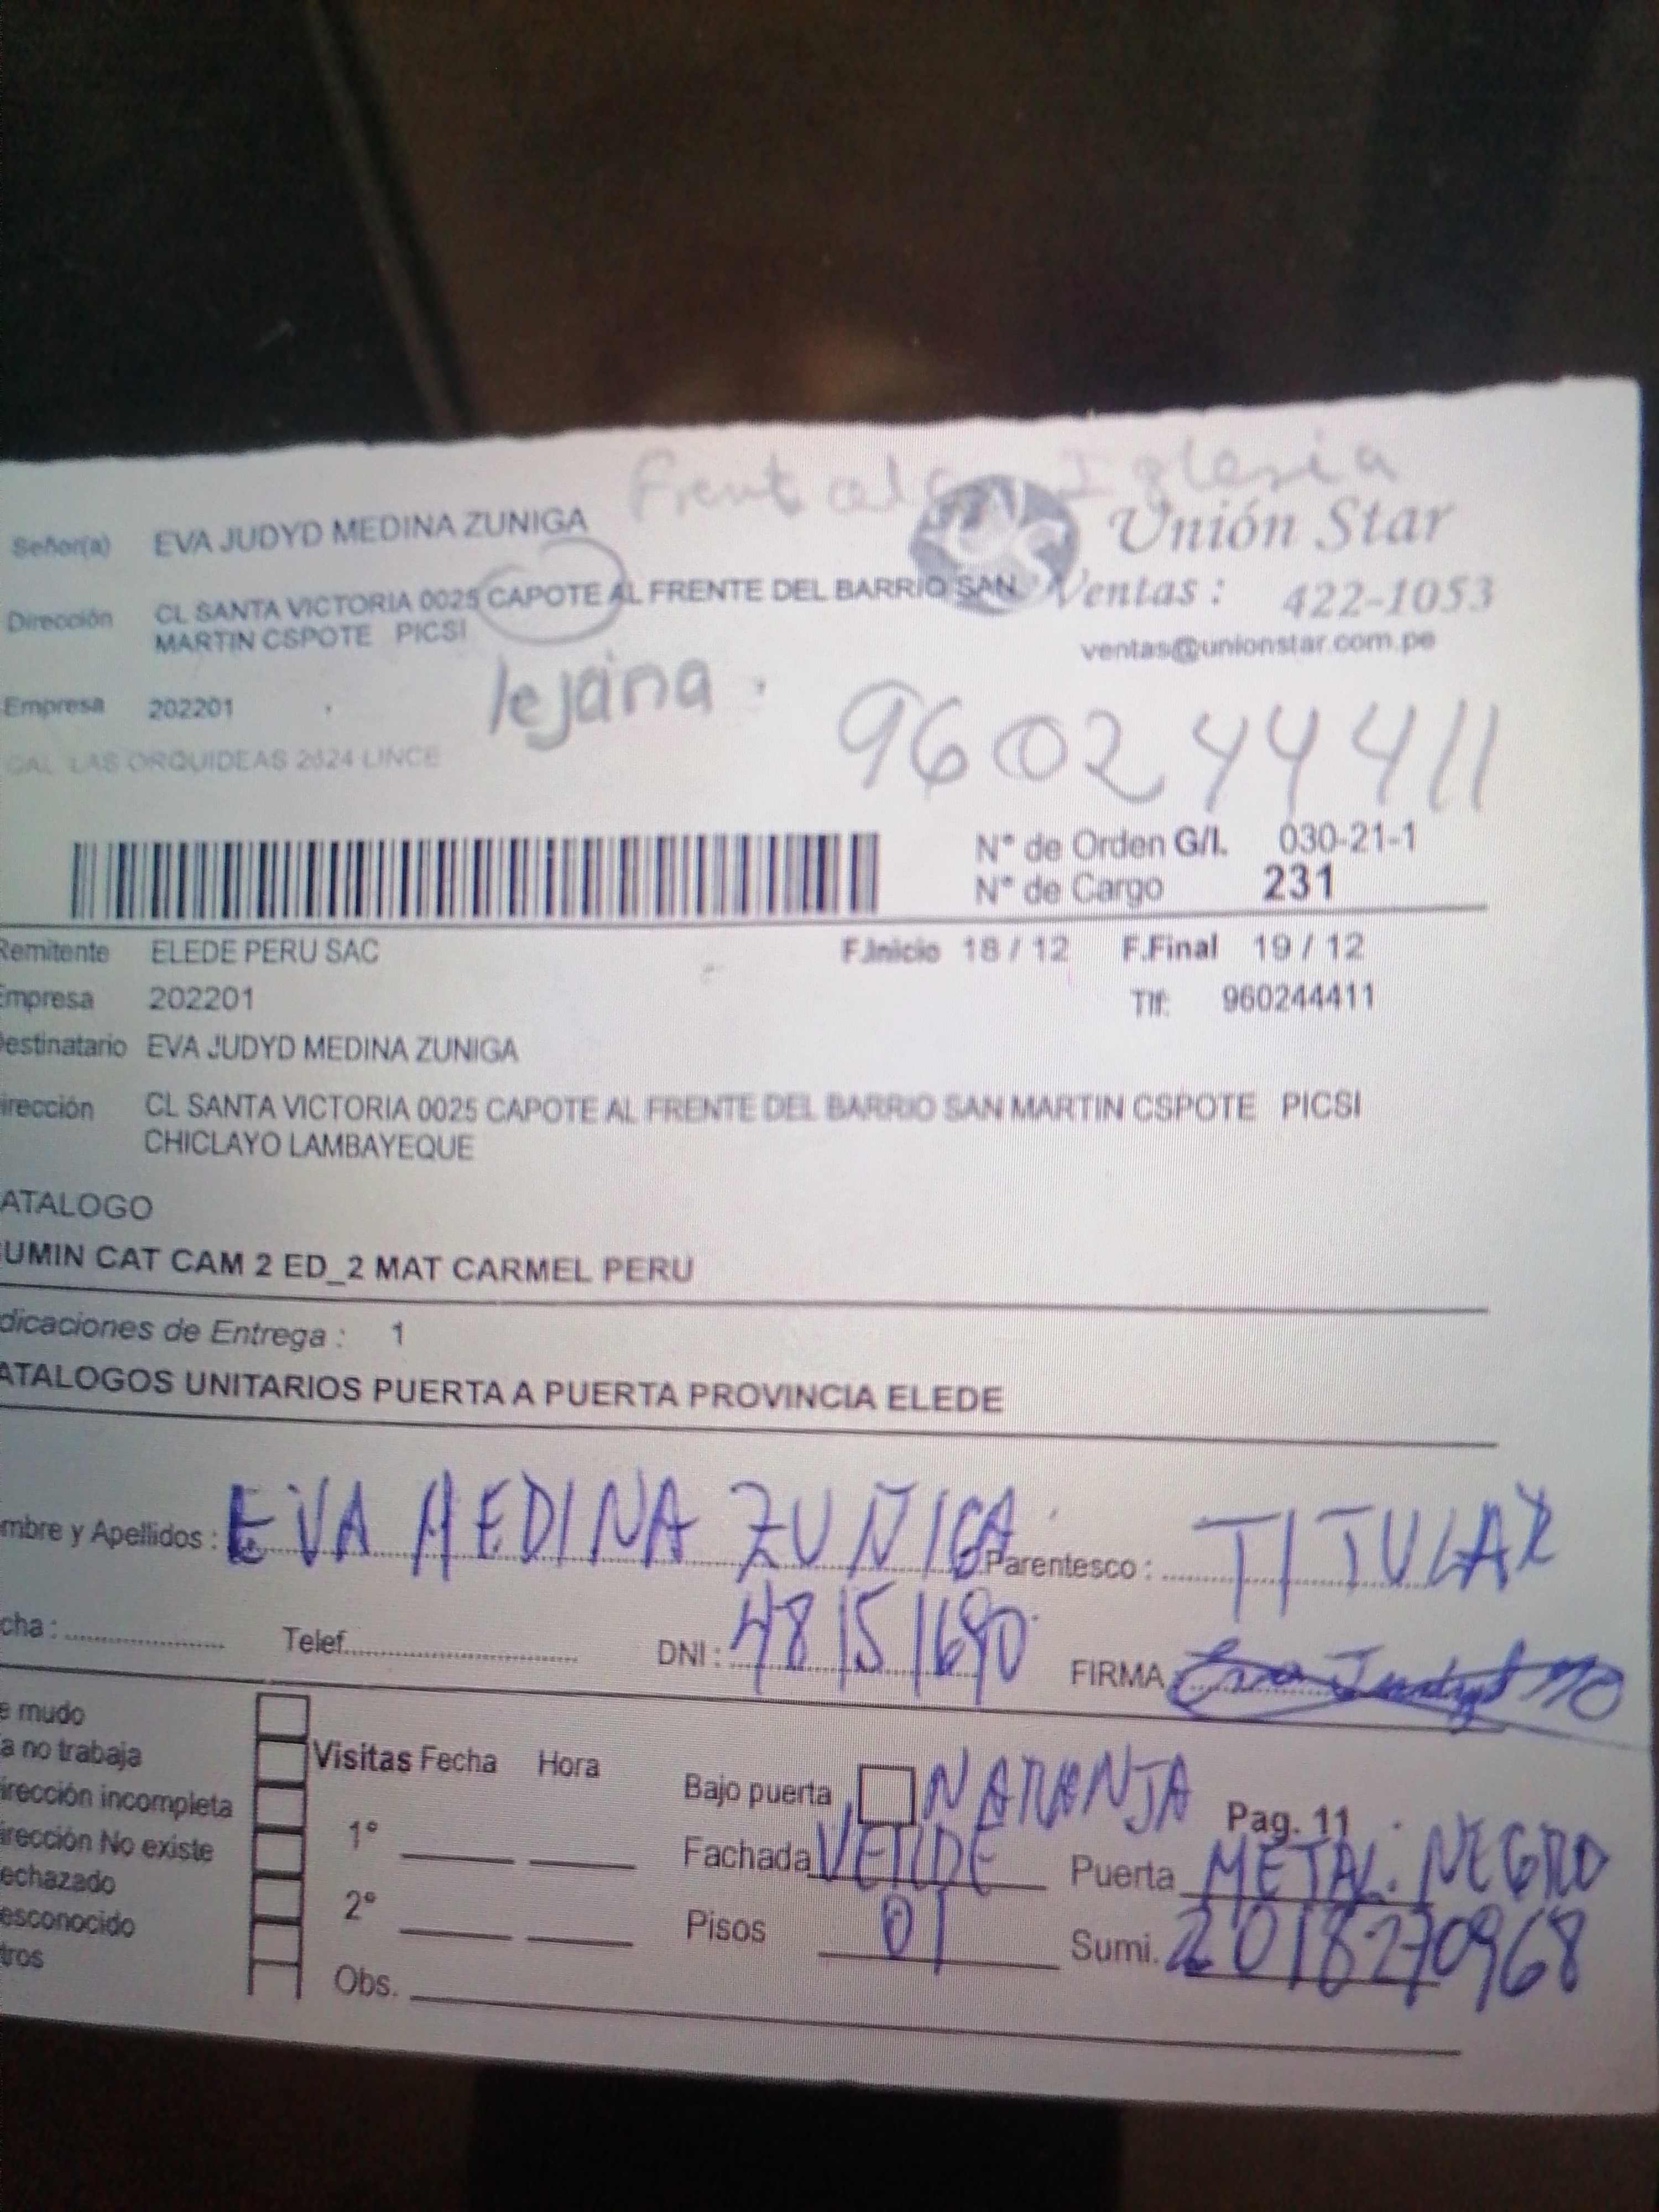 Frente a la Iglesia
Señor(a) EVA JUDYD MEDINA ZUNIGA
Unión Star
Dirección CL SANTA VICTORIA 0025 CAPOTE AL FRENTE DEL BARRIO SAN
MARTIN CSPOTE PICSI
Ventas : 422-1053
ventas@unionstar.com.pe
Empresa 202201
lejana.
960244411
CAL LAS ORQUIDEAS 2624 LINCE
N° de Orden G/I. 030-21-1
N° de Cargo 231
Remitente ELEDE PERU SAC F.Inicio 18 / 12 F.Final 19 / 12
Empresa 202201 Tlf: 960244411
Destinatario EVA JUDYD MEDINA ZUNIGA
irección CL SANTA VICTORIA 0025 CAPOTE AL FRENTE DEL BARRIO SAN MARTIN CSPOTE PICSI
CHICLAYO LAMBAYEQUE
ATALOGO
UMIN CAT CAM 2 ED_2 MAT CARMEL PERU
dicaciones de Entrega : 1
ATALOGOS UNITARIOS PUERTA A PUERTA PROVINCIA ELEDE
mbre y Apellidos : EVA MEDINA ZUÑIGA Parentesco : TITULAR
cha : Telef. DNI : 48151690 FIRMA
e mudo
a no trabaja
irección incompleta
irección No existe
echazado
esconocido
tros
Visitas Fecha Hora
1°
2°
Obs.
Bajo puerta NARANJA Pag. 11
Fachada VERDE Puerta METAL. NEGRO
Pisos 01 Sumi. 2018270968